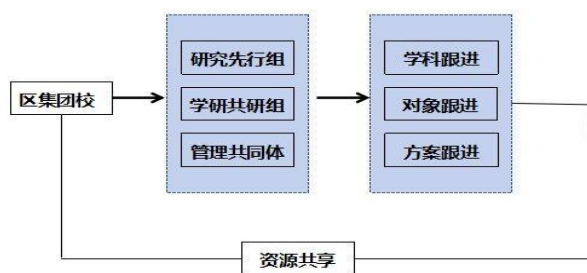 区集团校
研究先行组
学研共研组
管理共同体
学科跟进
对象跟进
方案跟进
资源共享